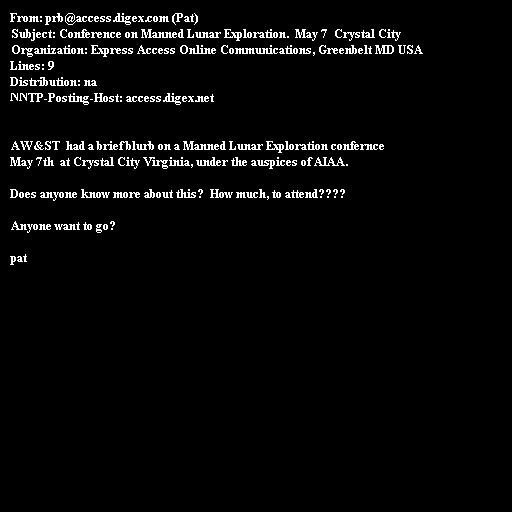 From: prb@access.digex.com (Pat)
Subject: Conference on Manned Lunar Exploration.  May 7  Crystal City
Organization: Express Access Online Communications, Greenbelt MD USA
Lines: 9
Distribution: na
NNTP-Posting-Host: access.digex.net
AW&ST  had a brief blurb on a Manned Lunar Exploration confernce
May 7th  at Crystal City Virginia, under the auspices of AIAA.
Does anyone know more about this?  How much, to attend????
Anyone want to go?
pat